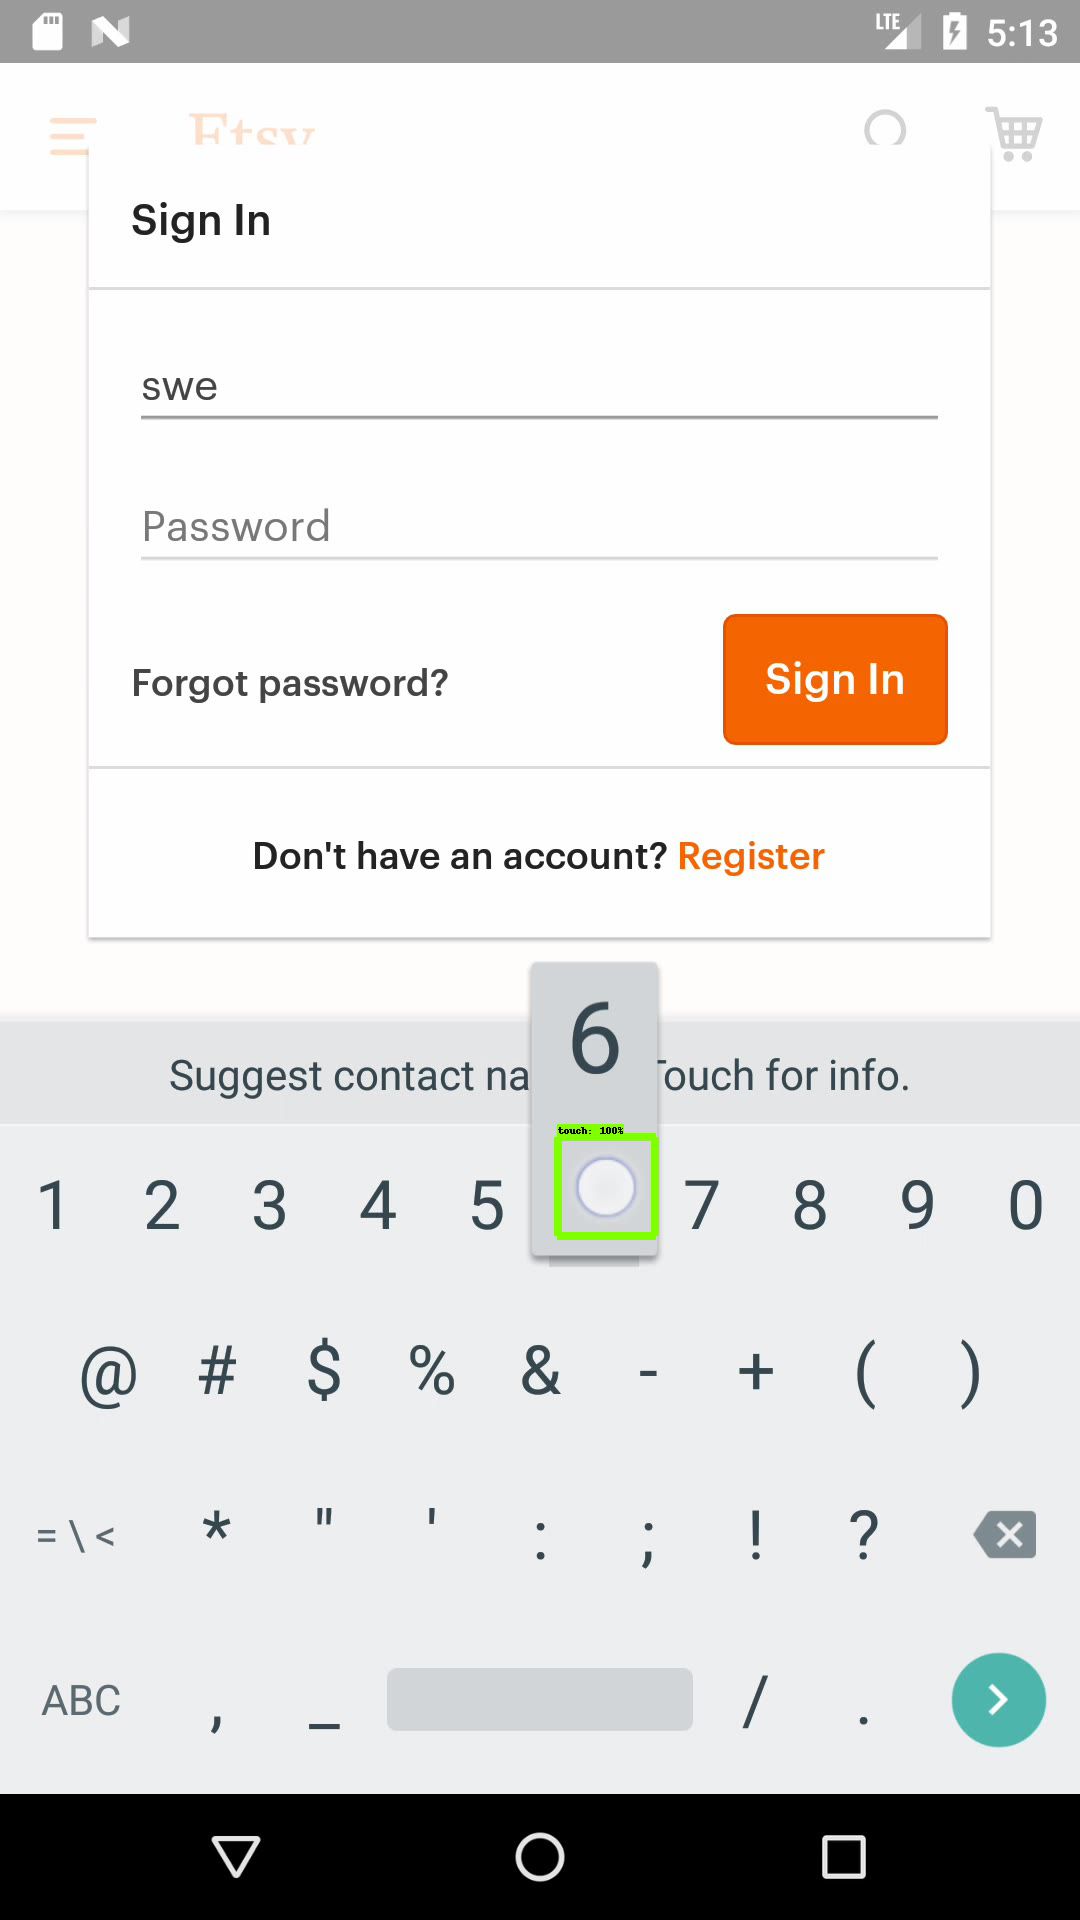 LTE 5:13
Etsy
Sign In
swe
Password
Forgot password? Sign In
Don't have an account? Register
6
Suggest contact na Touch for info.
touch: 100%
1 2 3 4 5 7 8 9 0
@ # $ % & - + ( )
= \ < * " ' : ; ! ?
ABC , _ / .